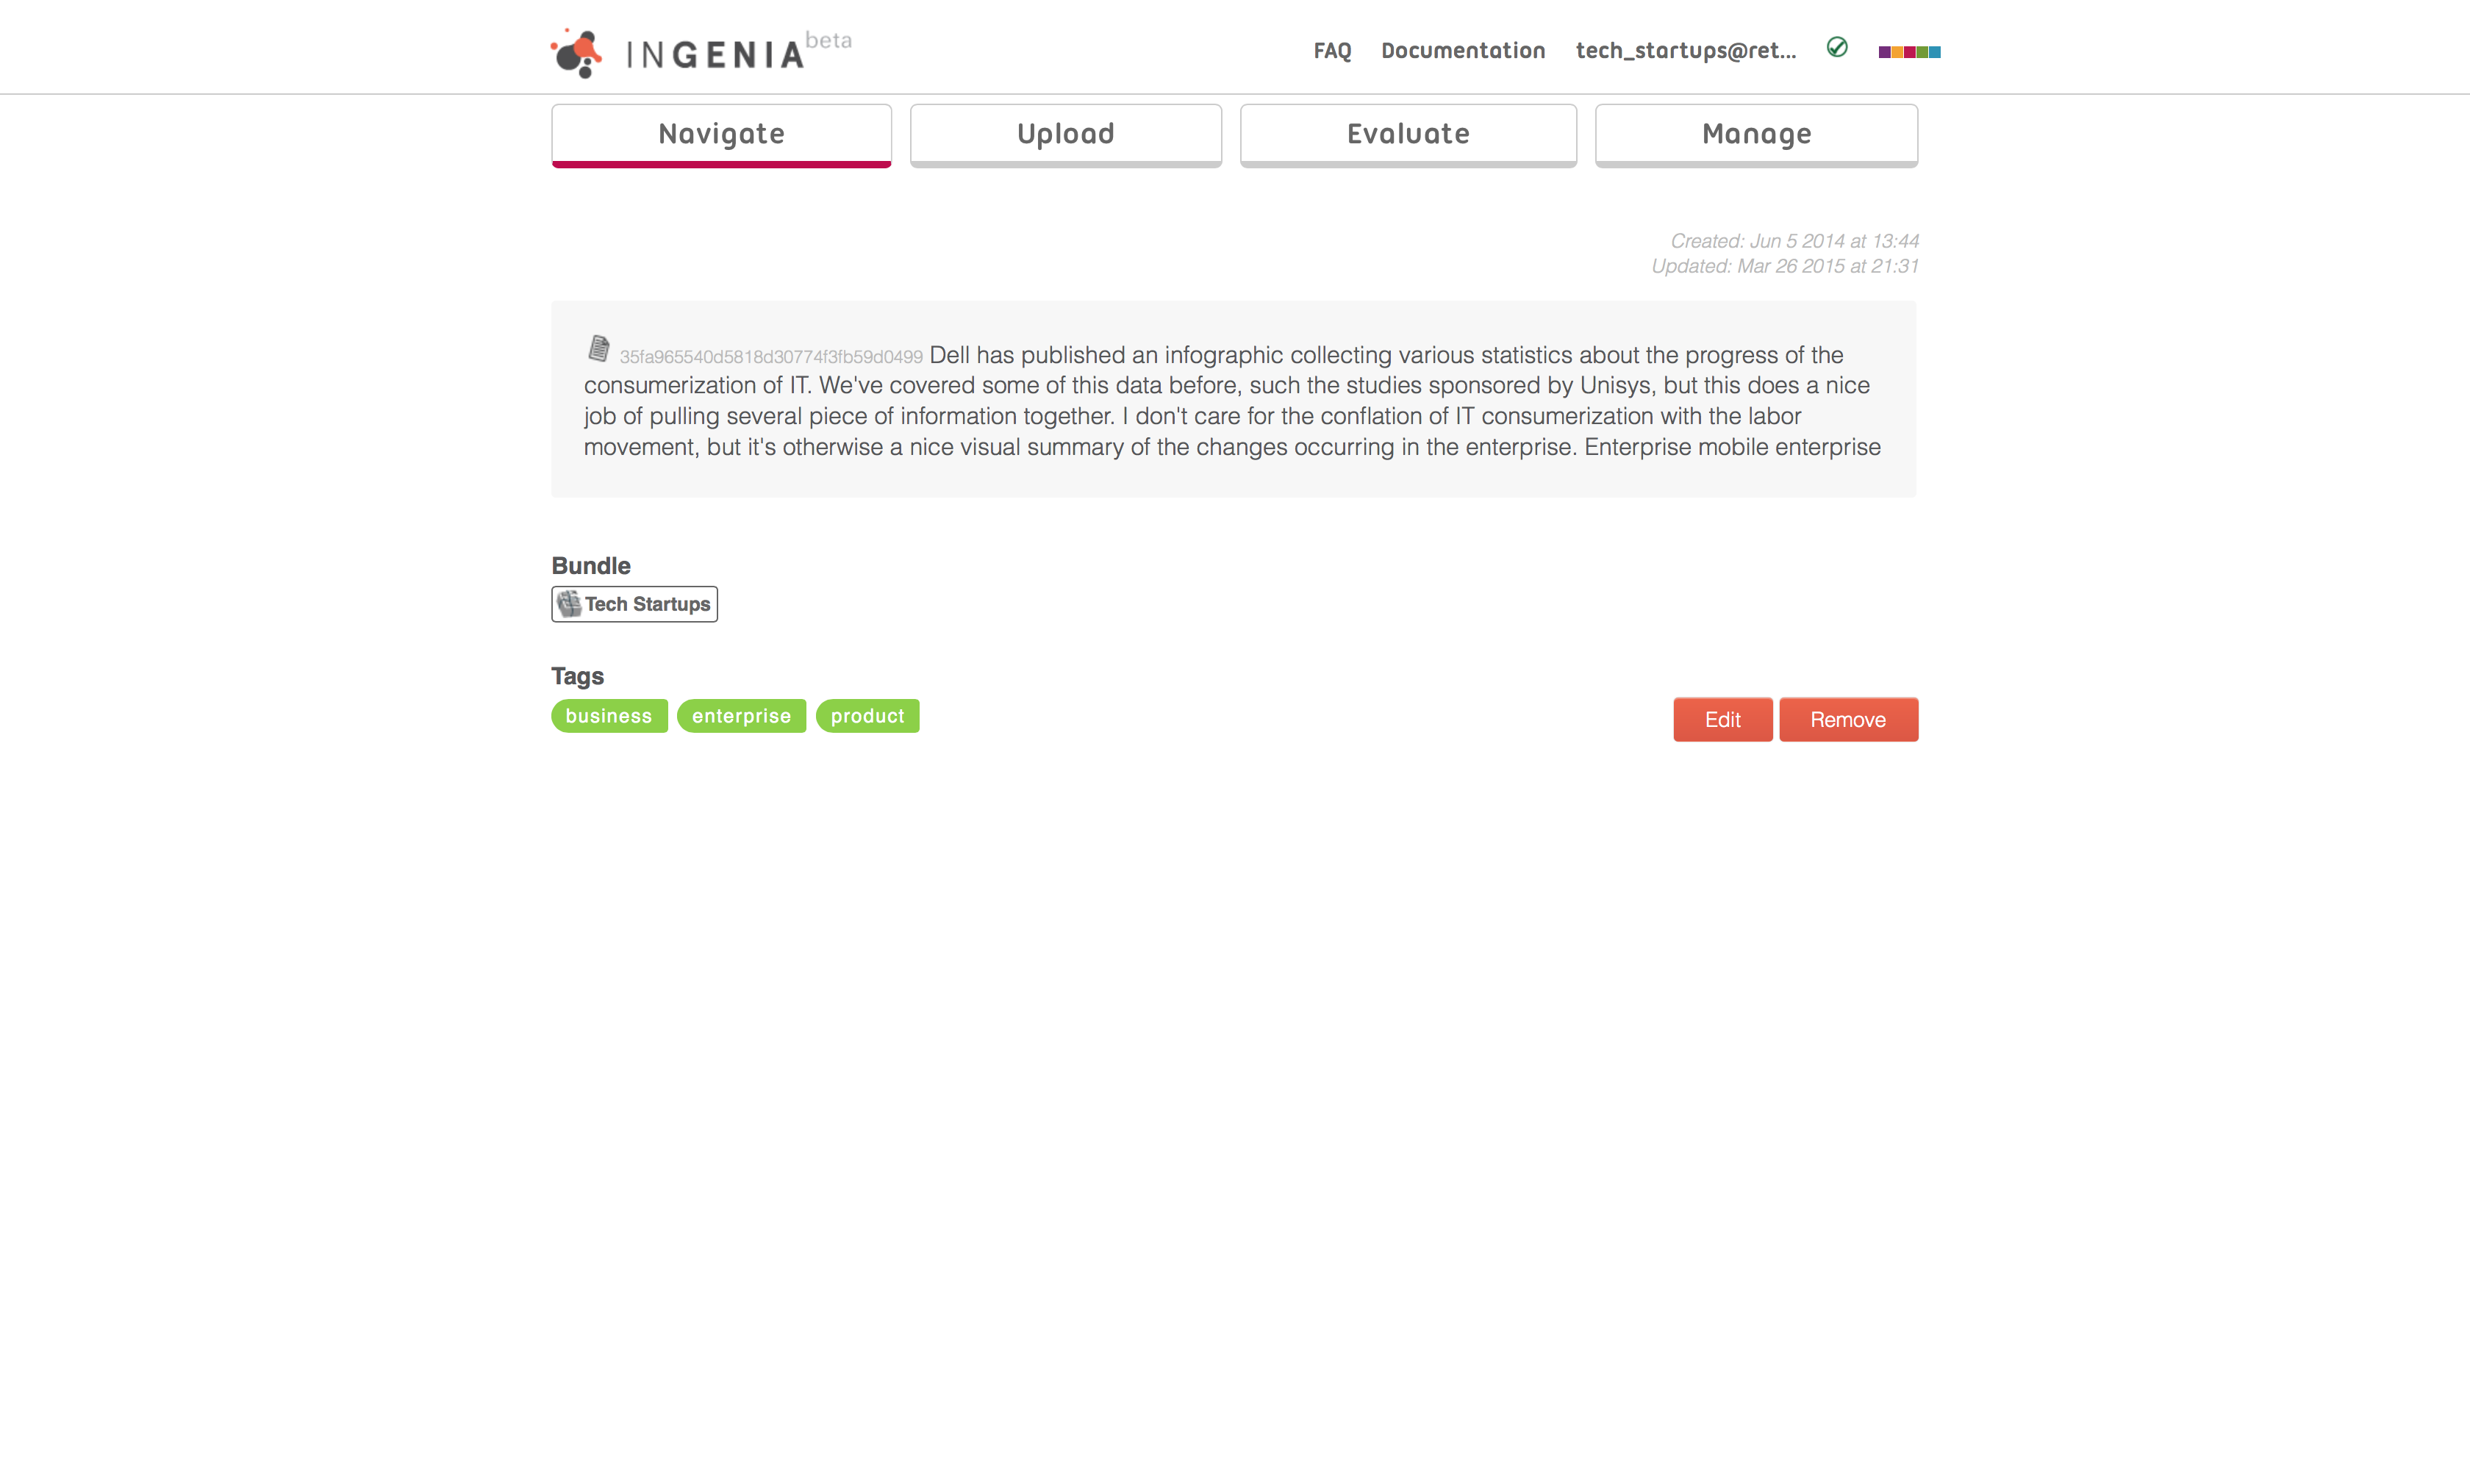 INGENIA beta
FAQ Documentation tech_startups@ret...
Navigate Upload Evaluate Manage
Created: Jun 5 2014 at 13:44
Updated: Mar 26 2015 at 21:31
35fa965540d5818d30774f3fb59d0499 Dell has published an infographic collecting various statistics about the progress of the
consumerization of IT. We've covered some of this data before, such the studies sponsored by Unisys, but this does a nice
job of pulling several piece of information together. I don't care for the conflation of IT consumerization with the labor
movement, but it's otherwise a nice visual summary of the changes occurring in the enterprise. Enterprise mobile enterprise
Bundle
Tech Startups
Tags
business enterprise product
Edit Remove